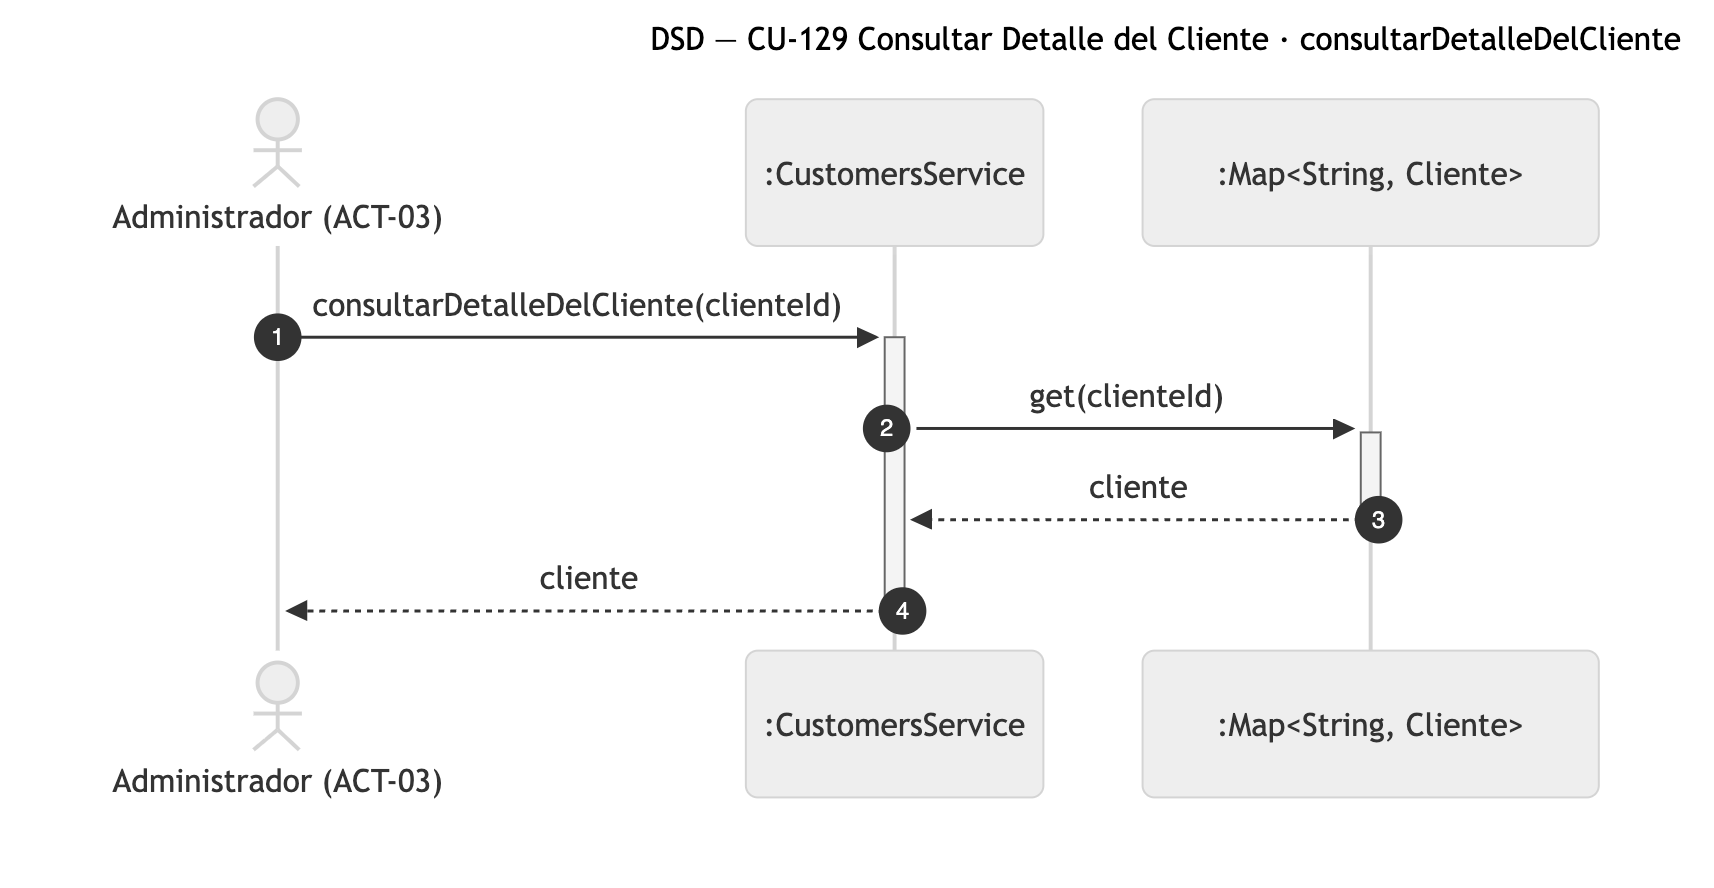 DSD — CU-129 Consultar Detalle del Cliente · consultarDetalleDelCliente
Administrador (ACT-03)
:CustomersService
:Map<String, Cliente>
consultarDetalleDelCliente(clienteId)
1
get(clienteId)
2
cliente
3
cliente
4
Administrador (ACT-03)
:CustomersService
:Map<String, Cliente>